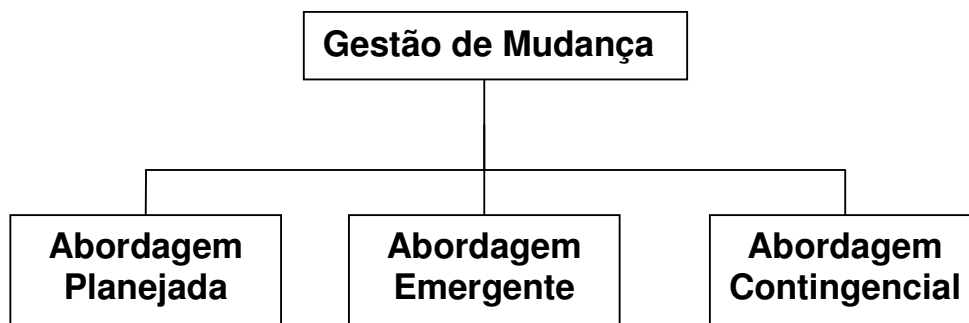 Gestão de Mudança
Abordagem
Planejada
Abordagem
Emergente
Abordagem
Contingencial